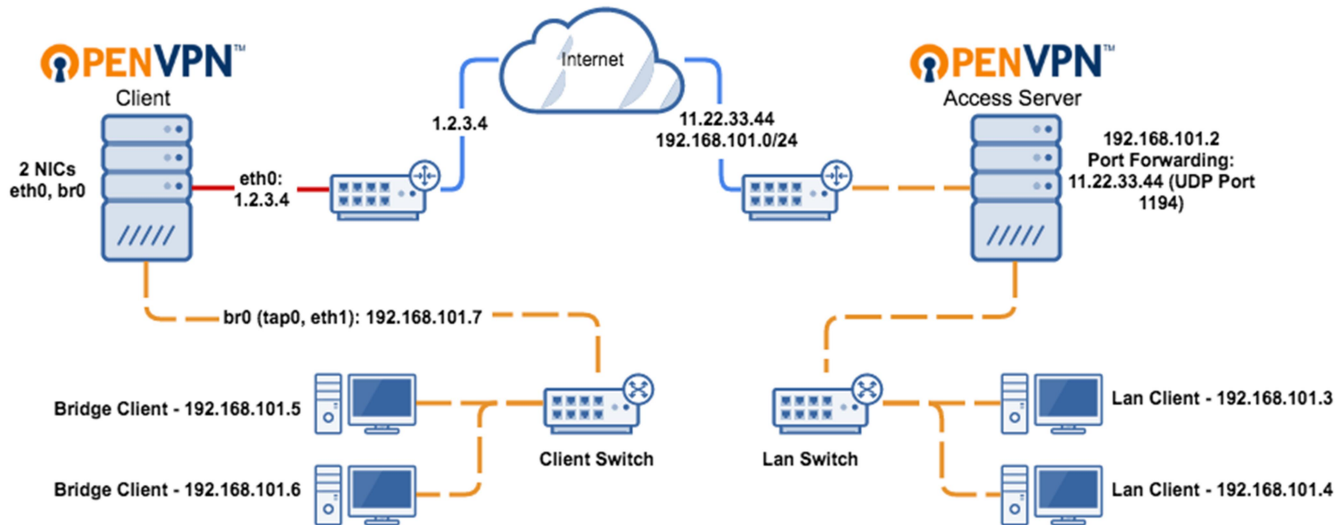 OPENVPN™
Client
2 NICs
eth0, br0
eth0:
1.2.3.4
1.2.3.4
Internet
11.22.33.44
192.168.101.0/24
OPENVPN™
Access Server
192.168.101.2
Port Forwarding:
11.22.33.44 (UDP Port
1194)
br0 (tap0, eth1): 192.168.101.7
Bridge Client - 192.168.101.5
Bridge Client - 192.168.101.6
Client Switch
Lan Switch
Lan Client - 192.168.101.3
Lan Client - 192.168.101.4